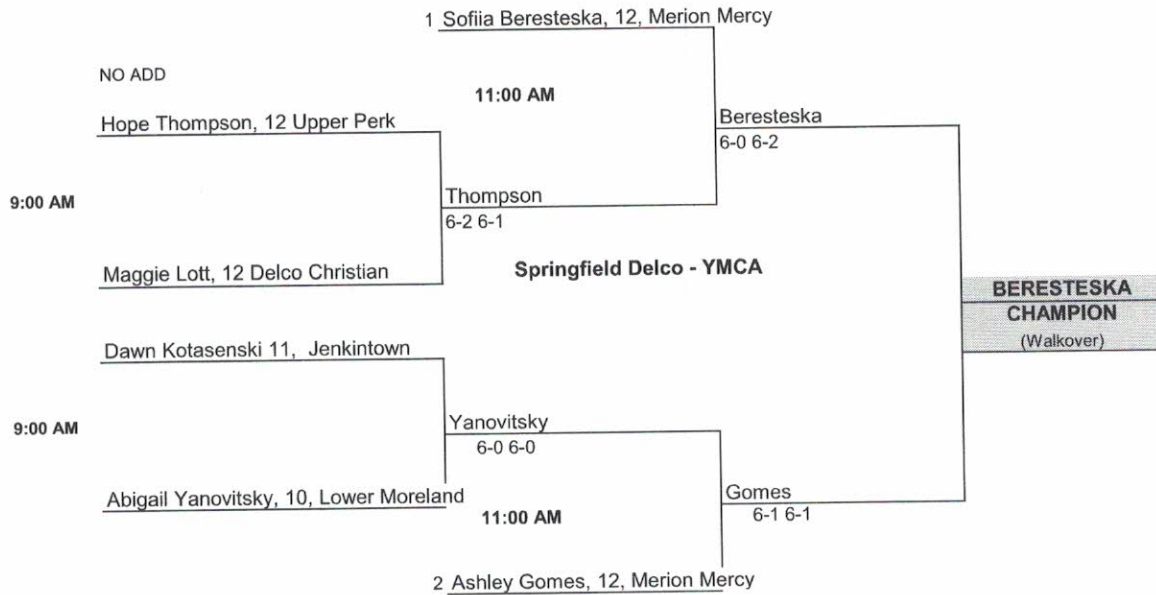 1 Sofiia Beresteska, 12, Merion Mercy
NO ADD
11:00 AM
Hope Thompson, 12 Upper Perk
Beresteska
6-0 6-2
9:00 AM
Thompson
6-2 6-1
Maggie Lott, 12 Delco Christian
Springfield Delco - YMCA
BERESTESKA
CHAMPION
(Walkover)
Dawn Kotasenski 11, Jenkintown
9:00 AM
Yanovitsky
6-0 6-0
Abigail Yanovitsky, 10, Lower Moreland
11:00 AM
Gomes
6-1 6-1
2 Ashley Gomes, 12, Merion Mercy